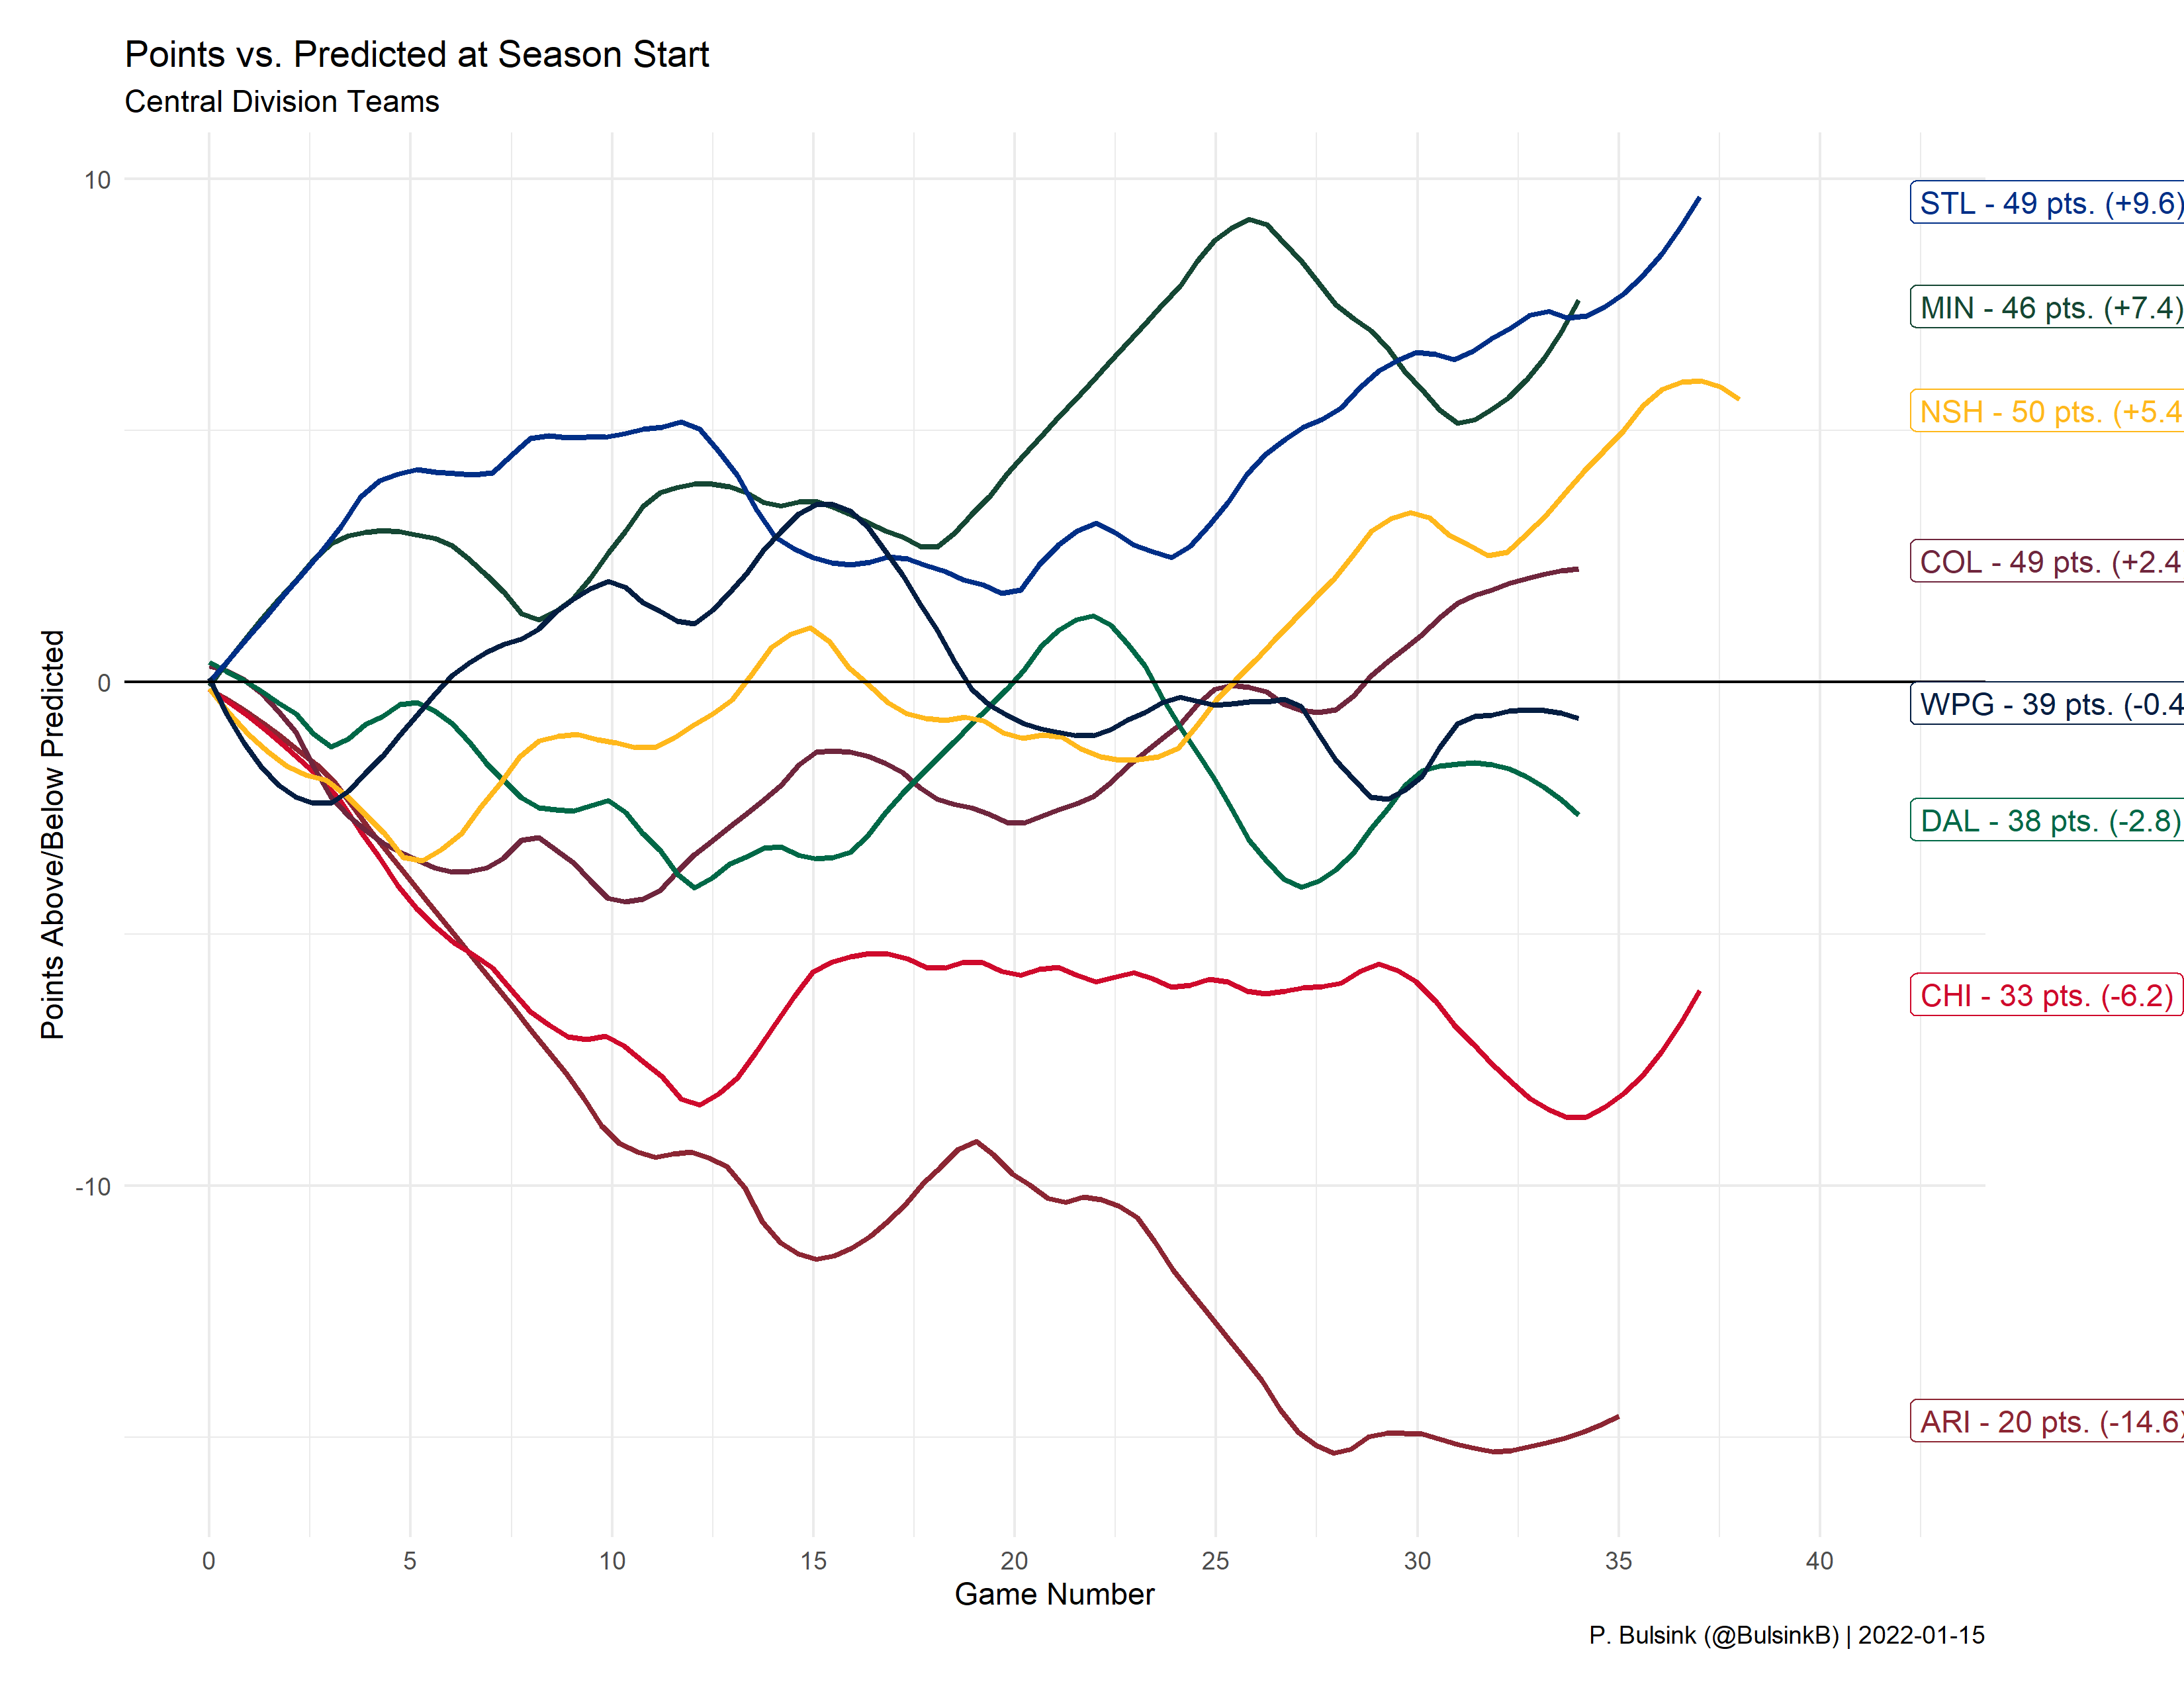 Points vs. Predicted at Season Start
Central Division Teams
Points Above/Below Predicted
10
0
-10
STL - 49 pts. (+9.6)
MIN - 46 pts. (+7.4)
NSH - 50 pts. (+5.4
COL - 49 pts. (+2.4
WPG - 39 pts. (-0.4
DAL - 38 pts. (-2.8)
CHI - 33 pts. (-6.2)
ARI - 20 pts. (-14.6)
0 5 10 15 20 25 30 35 40
Game Number
P. Bulsink (@BulsinkB) | 2022-01-15